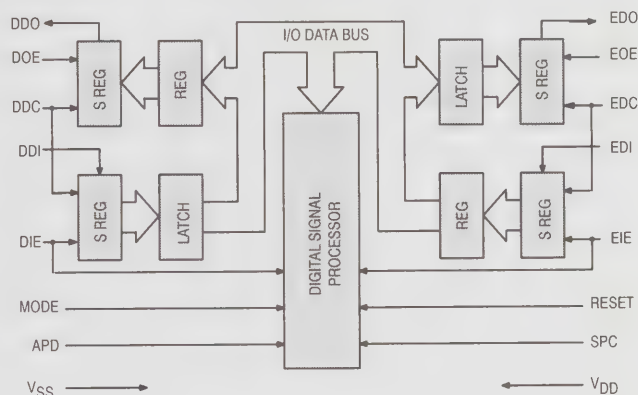 DDO
DOE
DDC
DDI
DIE
MODE
APD
VSS
S REG
REG
S REG
LATCH
I/O DATA BUS
DIGITAL SIGNAL
PROCESSOR
LATCH
S REG
REG
S REG
EDO
EOE
EDC
EDI
EIE
RESET
SPC
VDD